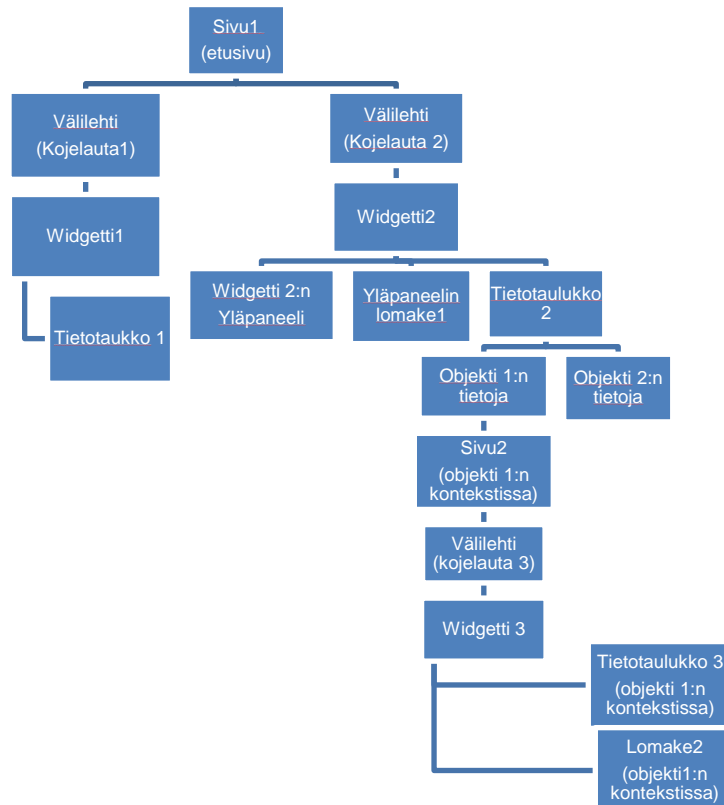 Sivu1
(etusivu)
Välilehti
(Kojelauta1)
Välilehti
(Kojelauta 2)
Widgetti1
Widgetti2
Tietotaukko 1
Widgetti 2:n
Yläpaneeli
Yläpaneelin
lomake1
Tietotaulukko
2
Objekti 1:n
tietoja
Objekti 2:n
tietoja
Sivu2
(objekti 1:n
kontekstissa)
Välilehti
(kojelauta 3)
Widgetti 3
Tietotaulukko 3
(objekti 1:n
kontekstissa)
Lomake2
(objekti1:n
kontekstissa)